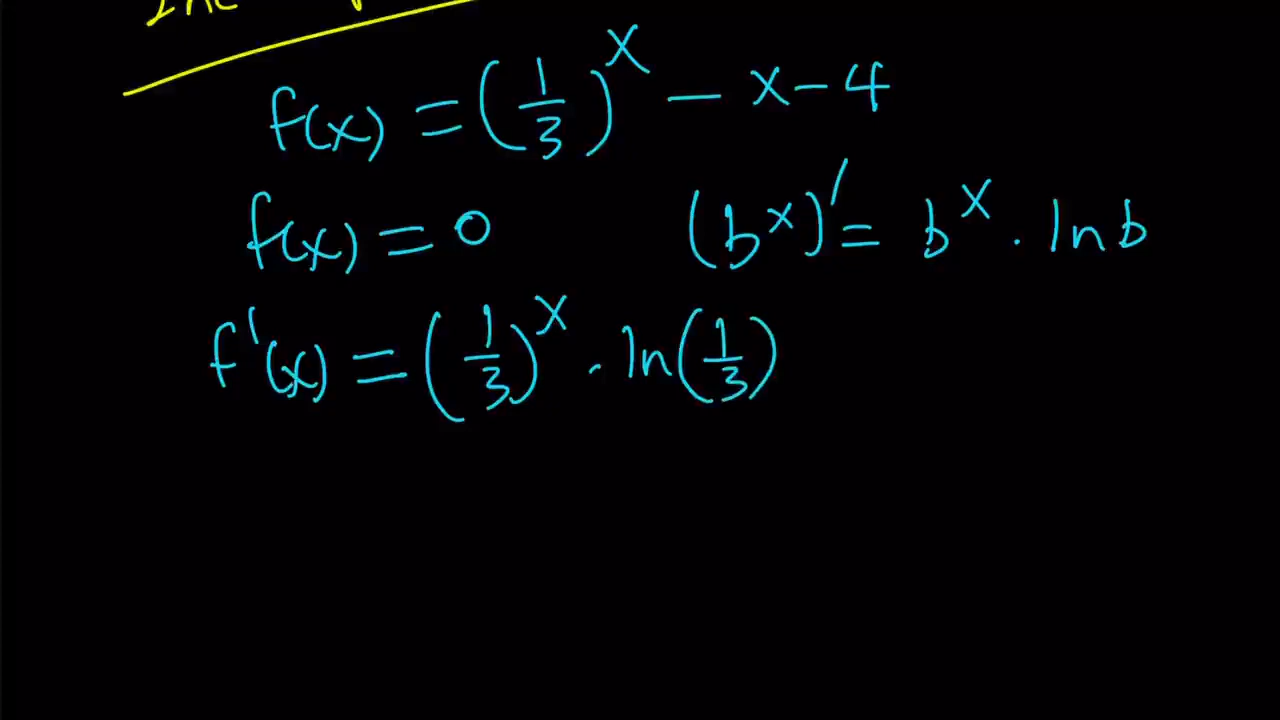 f(x) = (1/3)^x − x − 4
f(x) = 0 (b^x)' = b^x . ln b
f'(x) = (1/3)^x . ln(1/3)